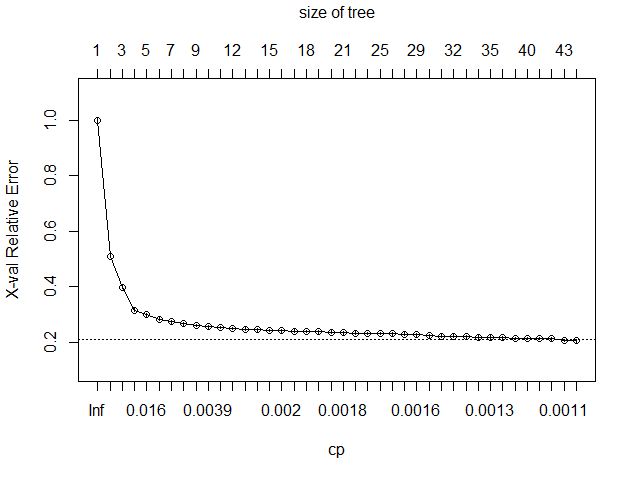 size of tree
1 3 5 7 9 12 15 18 21 25 29 32 35 40 43
X-val Relative Error
1.0
0.8
0.6
0.4
0.2
Inf 0.016 0.0039 0.002 0.0018 0.0016 0.0013 0.0011
cp